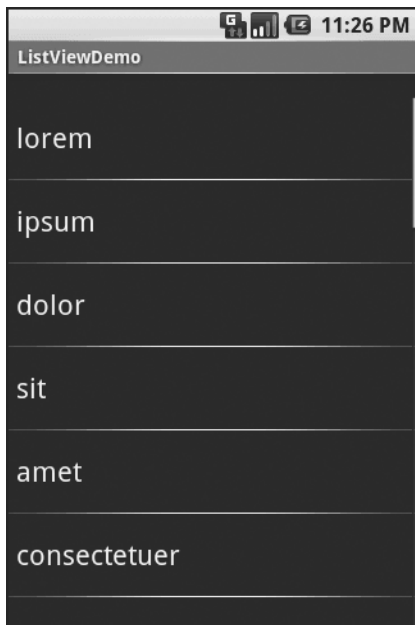 G 11:26 PM
ListViewDemo
lorem
ipsum
dolor
sit
amet
consectetuer